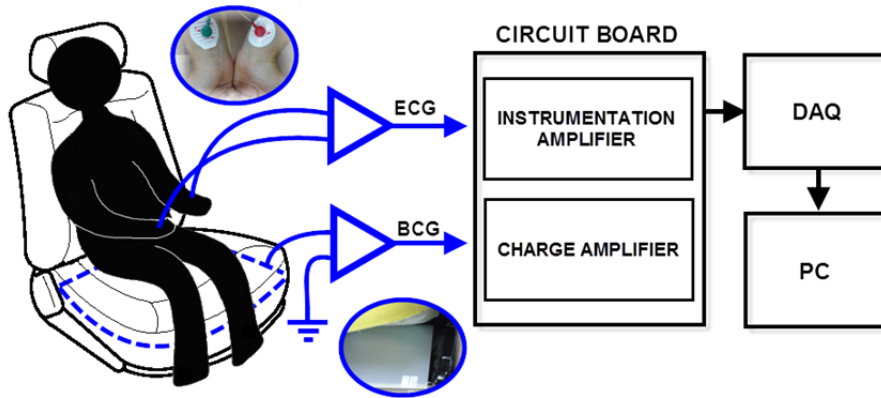 CIRCUIT BOARD
ECG
INSTRUMENTATION
AMPLIFIER
DAQ
BCG
CHARGE AMPLIFIER
PC